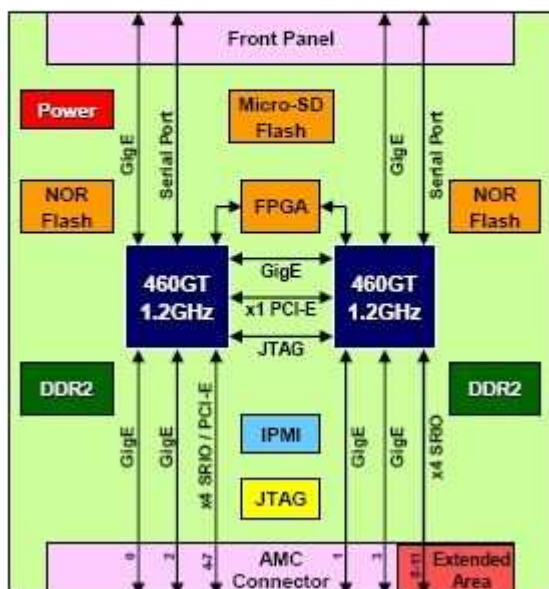 Front Panel
Power
Micro-SD
Flash
GigE
Serial Port
GigE
Serial Port
NOR
Flash
FPGA
NOR
Flash
460GT
1.2GHz
GigE
x1 PCI-E
JTAG
460GT
1.2GHz
DDR2
DDR2
GigE
GigE
x4 SRIO / PCI-E
IPMI
JTAG
GigE
GigE
x4 SRIO
0
2
4-7
AMC
Connector
1
3
8-11
Extended
Area